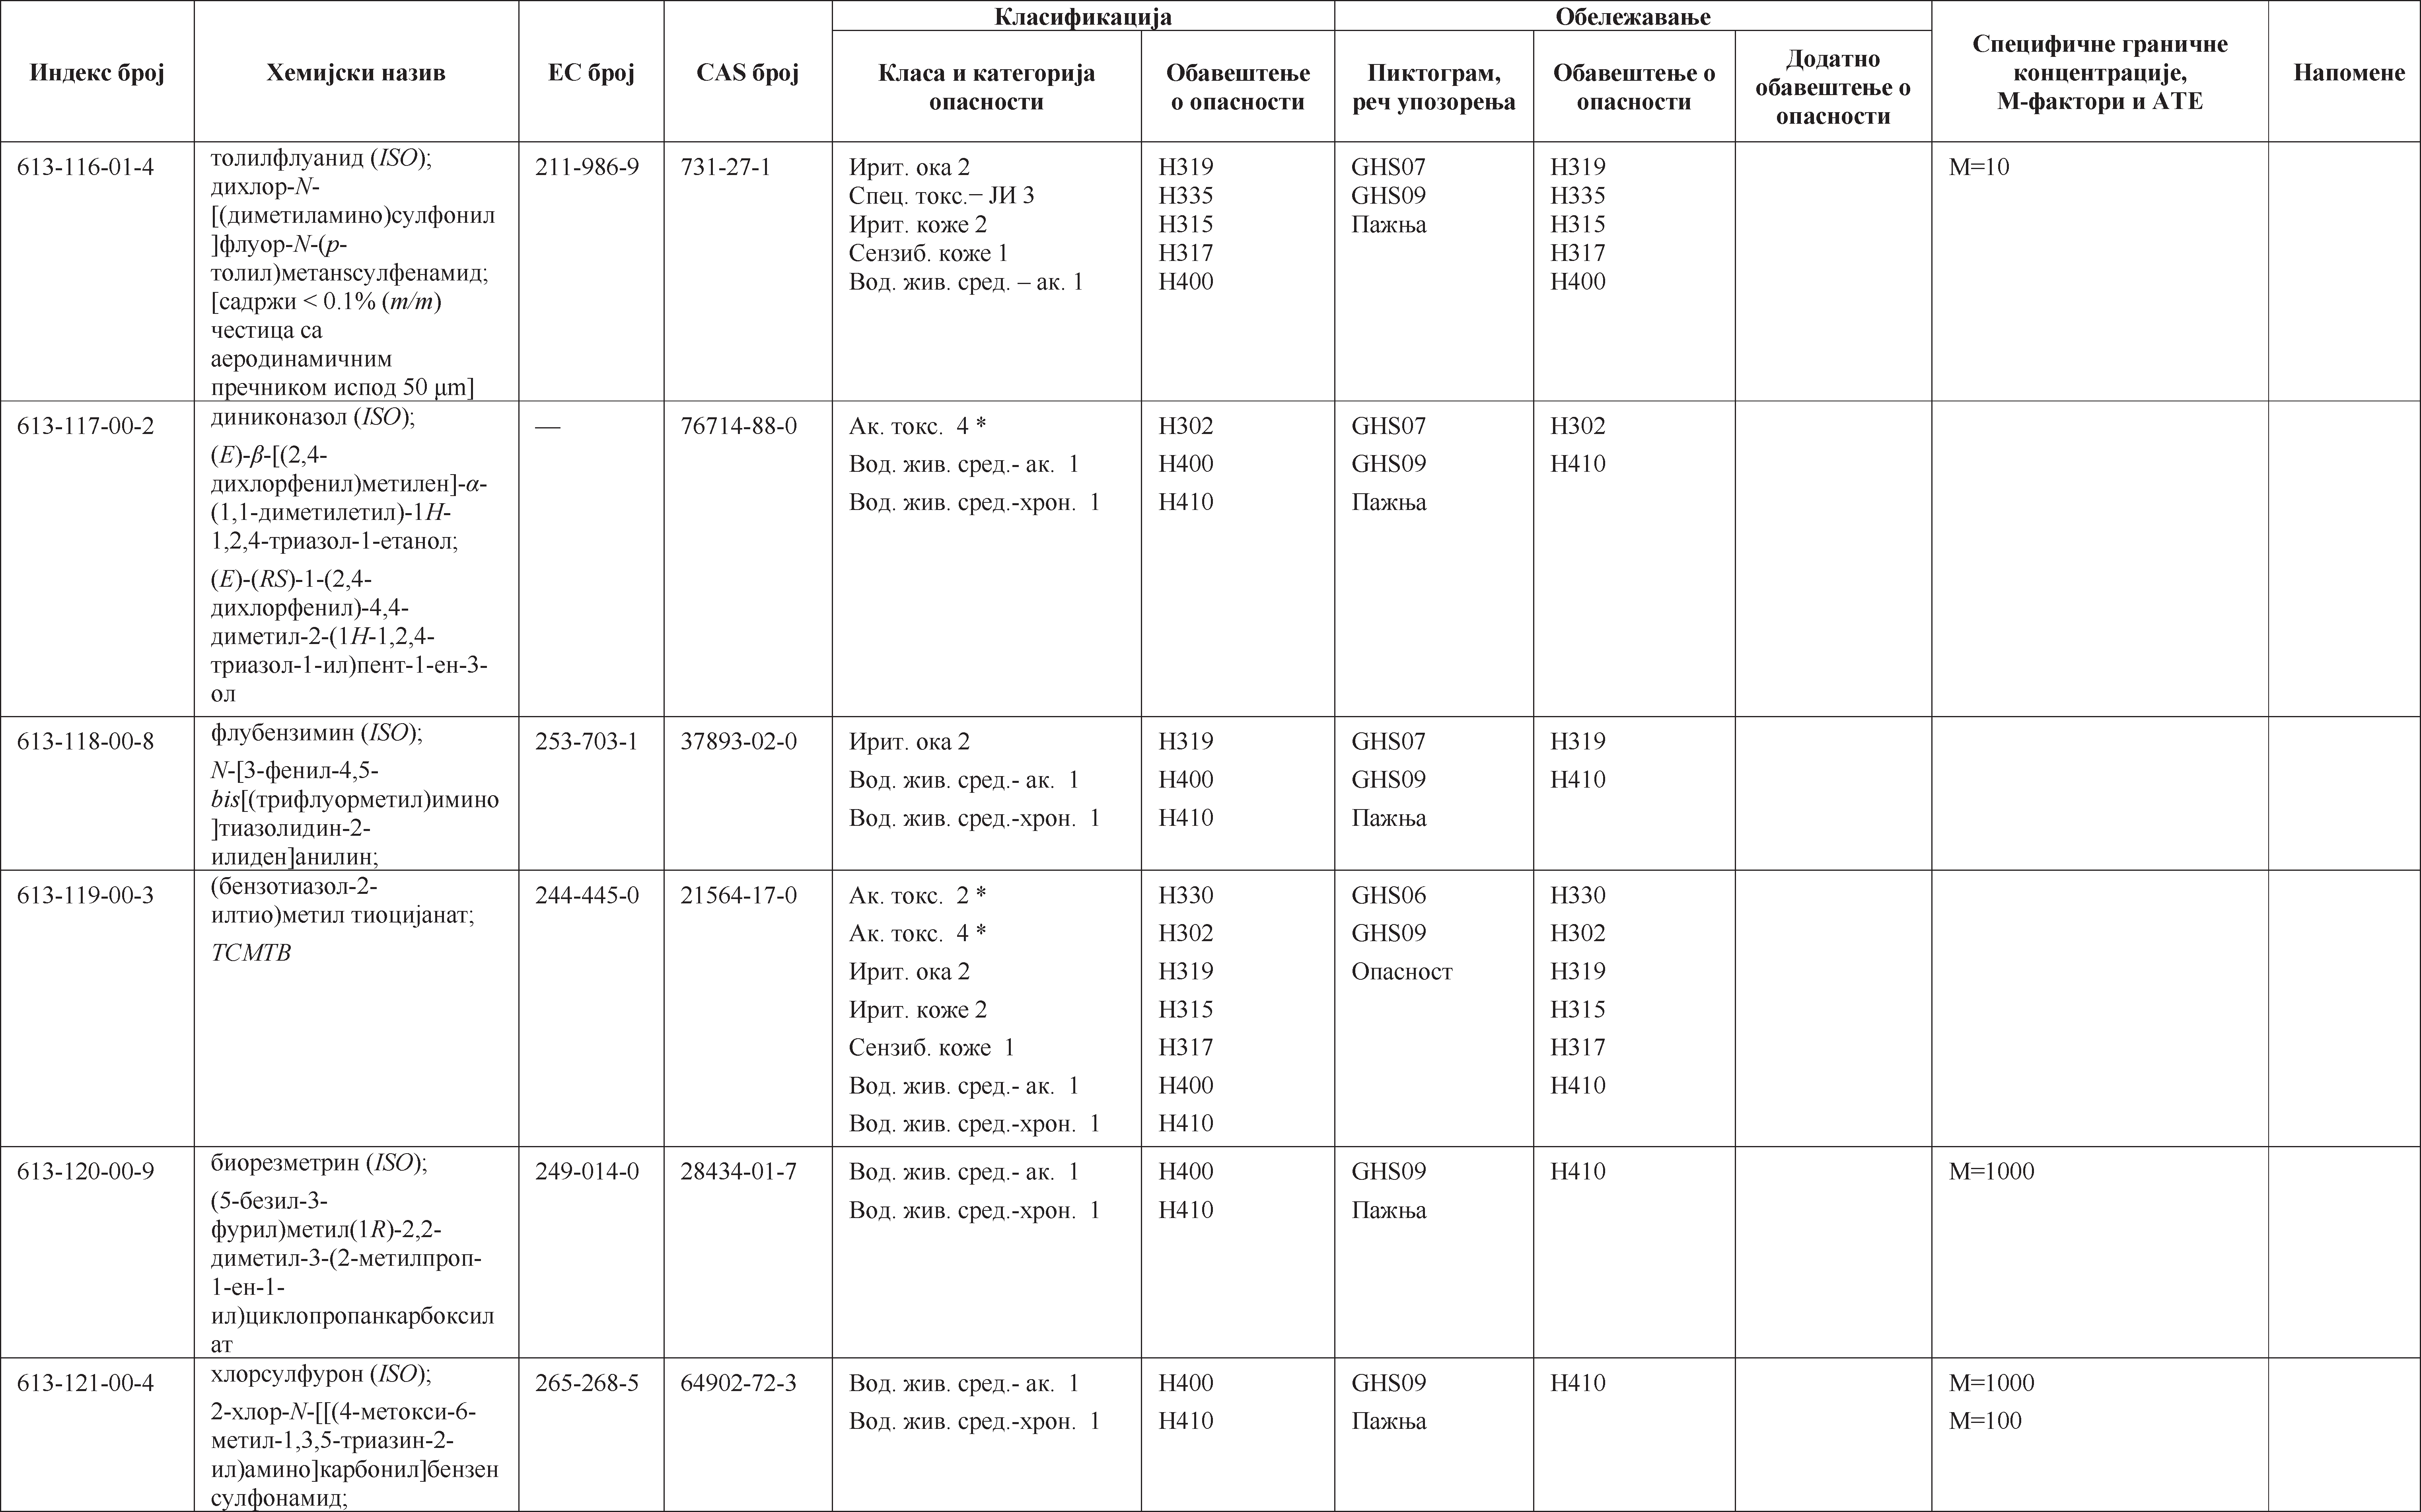 Индекс број
Хемијски назив
ЕС број
CAS број
Класификација
Класа и категорија
опасности
Обавештење
о опасности
Обележавање
Пиктограм,
реч упозорења
Обавештење о
опасности
Додатно
обавештење о
опасности
Специфичне граничне
концентрације,
М-фактори и АТЕ
Напомене
613-116-01-4
толилфлуанид (ISO);
дихлор-N-
[(диметиламино)сулфонил
]флуор-N-(p-
толил)метанsсулфенамид;
[садржи < 0.1% (m/m)
честица са
аеродинамичним
пречником испод 50 μm]
211-986-9
731-27-1
Ирит. ока 2
Спец. токс.− ЈИ 3
Ирит. коже 2
Сензиб. коже 1
Вод. жив. сред. – ак. 1
H319
H335
H315
H317
H400
GHS07
GHS09
Пажња
H319
H335
H315
H317
H400
M=10
613-117-00-2
диниконазол (ISO);
(E)-β-[(2,4-
дихлорфенил)метилен]-α-
(1,1-диметилетил)-1H-
1,2,4-триазол-1-етанол;
(E)-(RS)-1-(2,4-
дихлорфенил)-4,4-
диметил-2-(1H-1,2,4-
триазол-1-ил)пент-1-ен-3-
ол
—
76714-88-0
Ак. токс. 4 *
Вод. жив. сред.- ак. 1
Вод. жив. сред.-хрон. 1
H302
H400
H410
GHS07
GHS09
Пажња
H302
H410
613-118-00-8
флубензимин (ISO);
N-[3-фенил-4,5-
bis[(трифлуорметил)имино
]тиазолидин-2-
илиден]анилин;
253-703-1
37893-02-0
Ирит. ока 2
Вод. жив. сред.- ак. 1
Вод. жив. сред.-хрон. 1
H319
H400
H410
GHS07
GHS09
Пажња
H319
H410
613-119-00-3
(бензотиазол-2-
илтио)метил тиоцијанат;
TCMTB
244-445-0
21564-17-0
Ак. токс. 2 *
Ак. токс. 4 *
Ирит. ока 2
Ирит. коже 2
Сензиб. коже 1
Вод. жив. сред.- ак. 1
Вод. жив. сред.-хрон. 1
H330
H302
H319
H315
H317
H400
H410
GHS06
GHS09
Опасност
H330
H302
H319
H315
H317
H410
613-120-00-9
биорезметрин (ISO);
(5-безил-3-
фурил)метил(1R)-2,2-
диметил-3-(2-метилпроп-
1-ен-1-
ил)циклопропанкарбоксил
ат
249-014-0
28434-01-7
Вод. жив. сред.- ак. 1
Вод. жив. сред.-хрон. 1
H400
H410
GHS09
Пажња
H410
M=1000
613-121-00-4
хлорсулфурон (ISO);
2-хлор-N-[[(4-метокси-6-
метил-1,3,5-триазин-2-
ил)амино]карбонил]бензен
сулфонамид;
265-268-5
64902-72-3
Вод. жив. сред.- ак. 1
Вод. жив. сред.-хрон. 1
H400
H410
GHS09
Пажња
H410
M=1000
M=100